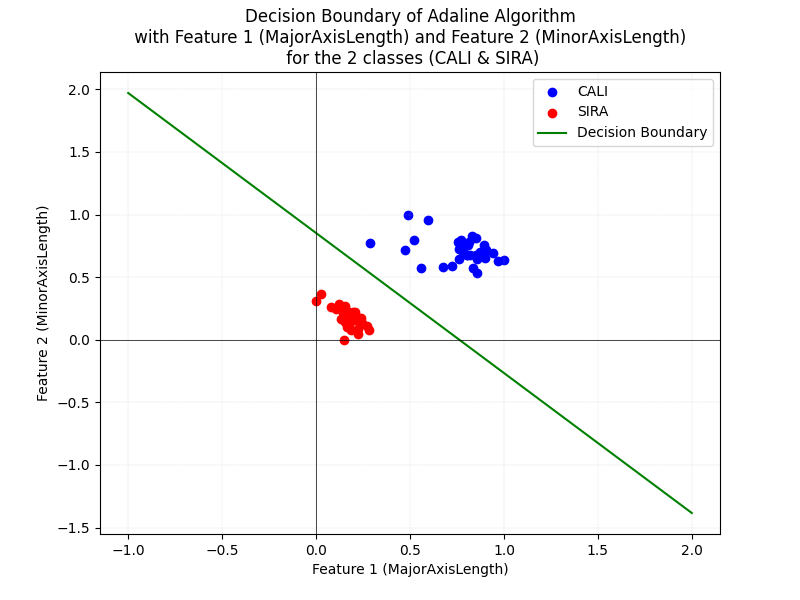 Decision Boundary of Adaline Algorithm
with Feature 1 (MajorAxisLength) and Feature 2 (MinorAxisLength)
for the 2 classes (CALI & SIRA)
CALI
SIRA
Decision Boundary
Feature 2 (MinorAxisLength)
2.0
1.5
1.0
0.5
0.0
−0.5
−1.0
−1.5
−1.0 −0.5 0.0 0.5 1.0 1.5 2.0
Feature 1 (MajorAxisLength)